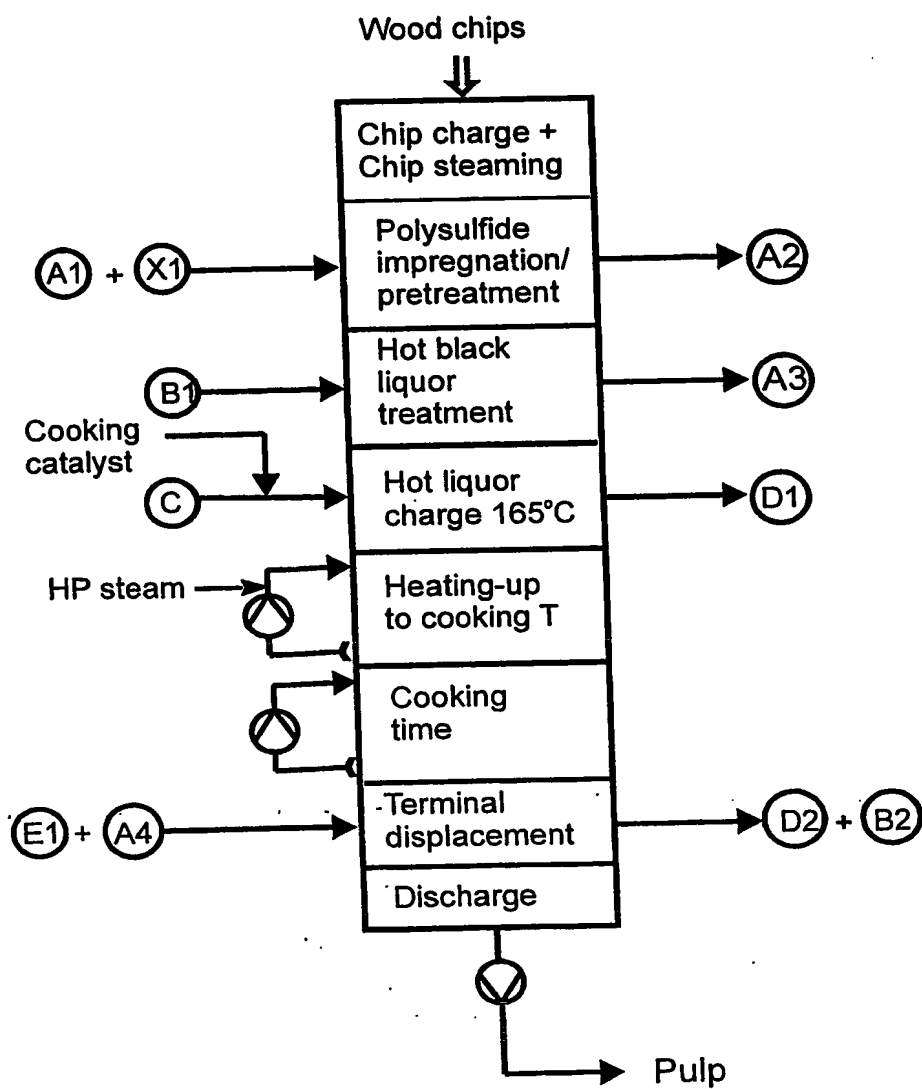 Wood chips
Chip charge +
Chip steaming
Polysulfide
impregnation/
pretreatment
A1 + X1
A2
Hot black
liquor
treatment
B1
A3
Cooking
catalyst
C
Hot liquor
charge 165°C
D1
HP steam
Heating-up
to cooking T
Cooking
time
E1 + A4
Terminal
displacement
D2 + B2
Discharge
Pulp